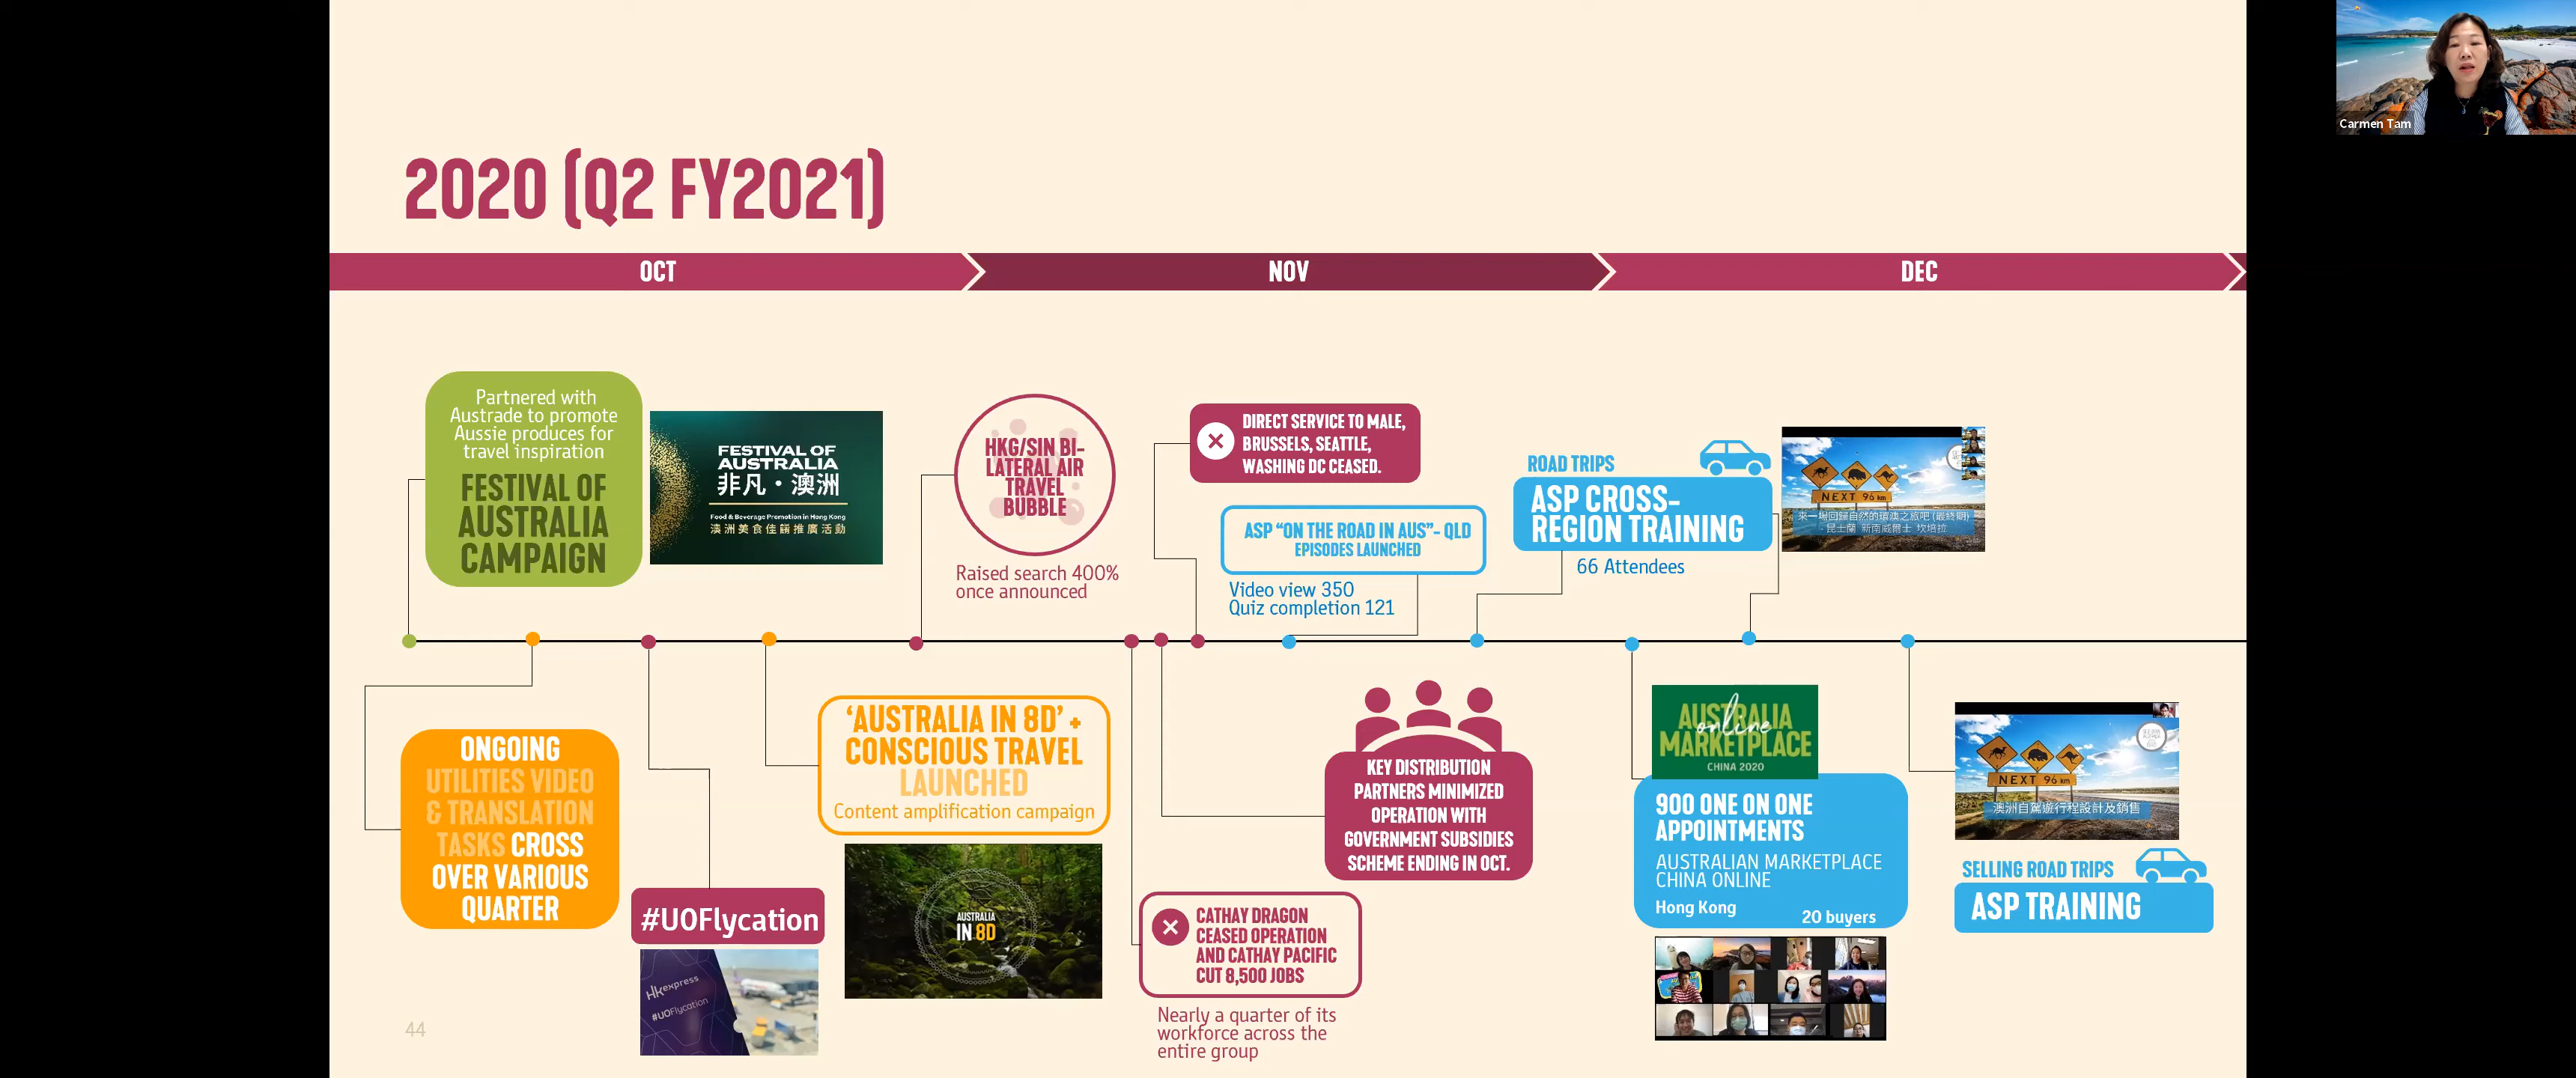 Carmen Tam
2020 (Q2 FY2021)
OCT
NOV
DEC
Partnered with
Austrade to promote
Aussie produces for
travel inspiration
FESTIVAL OF
AUSTRALIA
CAMPAIGN
FESTIVAL OF
AUSTRALIA
非凡·澳洲
Food & Beverage Promotion in Hong Kong
澳洲美食佳餚推廣活動
HKG/SIN BI-
LATERAL AIR
TRAVEL
BUBBLE
Raised search 400%
once announced
DIRECT SERVICE TO MALE,
BRUSSELS, SEATTLE,
WASHING DC CEASED.
ASP “ON THE ROAD IN AUS”- QLD
EPISODES LAUNCHED
Video view 350
Quiz completion 121
ROAD TRIPS
ASP CROSS-
REGION TRAINING
66 Attendees
NEXT 96 km
來一場回歸自然的環澳之旅吧 (最終期)
昆士蘭 新南威爾士 坎培拉
ONGOING
UTILITIES VIDEO
& TRANSLATION
TASKS CROSS
OVER VARIOUS
QUARTER
#UOFlycation
HK express
#UOFlycation
‘AUSTRALIA IN 8D’ +
CONSCIOUS TRAVEL
LAUNCHED
Content amplification campaign
AUSTRALIA
IN 8D
CATHAY DRAGON
CEASED OPERATION
AND CATHAY PACIFIC
CUT 8,500 JOBS
Nearly a quarter of its
workforce across the
entire group
KEY DISTRIBUTION
PARTNERS MINIMIZED
OPERATION WITH
GOVERNMENT SUBSIDIES
SCHEME ENDING IN OCT.
AUSTRALIA
online
MARKETPLACE
CHINA 2020
900 ONE ON ONE
APPOINTMENTS
AUSTRALIAN MARKETPLACE
CHINA ONLINE
Hong Kong
20 buyers
NEXT 96 km
澳洲自駕遊行程設計及銷售
SELLING ROAD TRIPS
ASP TRAINING
44